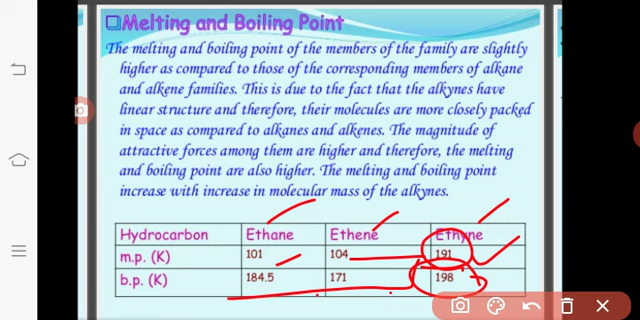 Melting and Boiling Point
The melting and boiling point of the members of the family are slightly
higher as compared to those of the corresponding members of alkane
and alkene families. This is due to the fact that the alkynes have
linear structure and therefore, their molecules are more closely packed
in space as compared to alkanes and alkenes. The magnitude of
attractive forces among them are higher and therefore, the melting
and boiling point are also higher. The melting and boiling point
increase with increase in molecular mass of the alkynes.
Hydrocarbon Ethane Ethene Ethyne
m.p. (K) 101 104 191
b.p. (K) 184.5 171 198